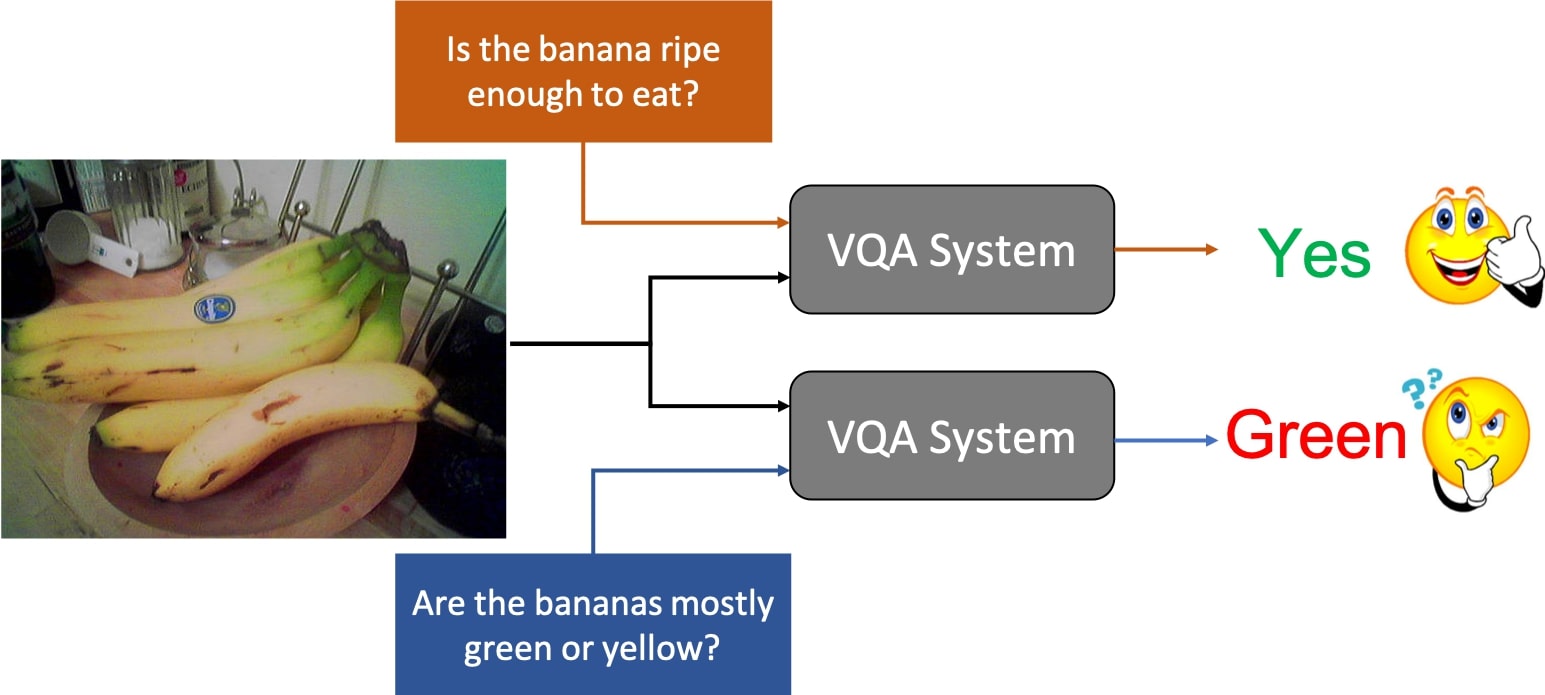 Is the banana ripe
enough to eat?
VQA System
Yes
VQA System
Green
??
Are the bananas mostly
green or yellow?